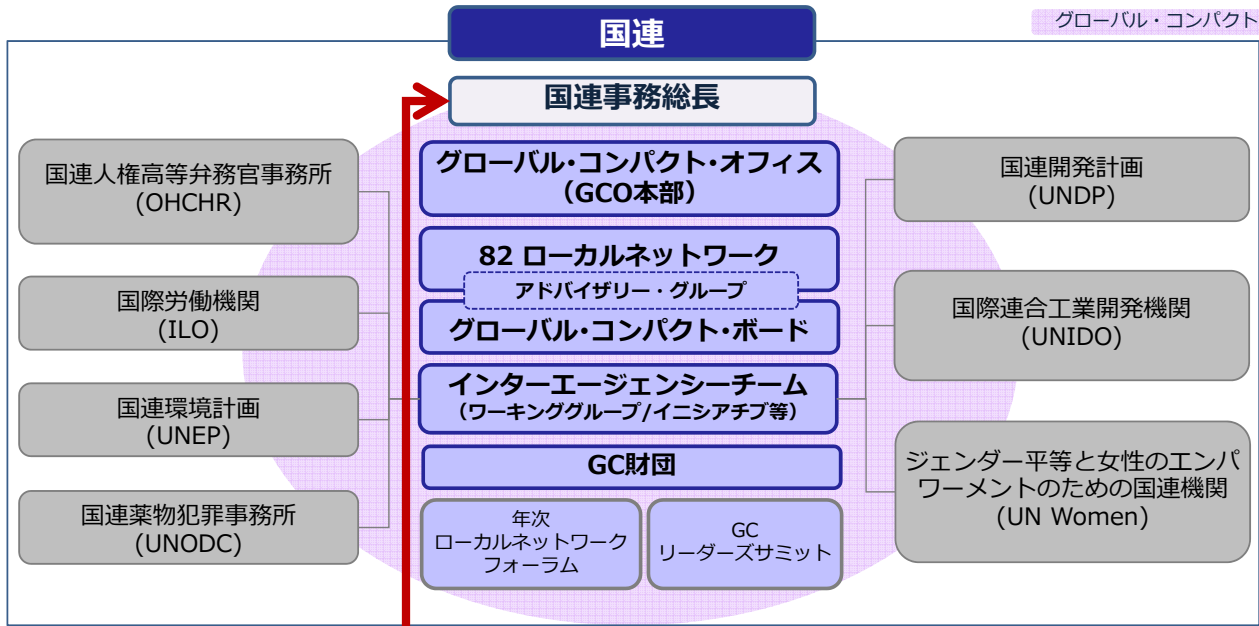 グローバル・コンパクト
国連
国連事務総長
グローバル・コンパクト・オフィス
（GCO本部）
82 ローカルネットワーク
アドバイザリー・グループ
グローバル・コンパクト・ボード
インターエージェンシーチーム
（ワーキンググループ/イニシアチブ等）
GC財団
年次
ローカルネットワーク
フォーラム
GC
リーダーズサミット
国連人権高等弁務官事務所
(OHCHR)
国際労働機関
(ILO)
国連環境計画
(UNEP)
国連薬物犯罪事務所
(UNODC)
国連開発計画
(UNDP)
国際連合工業開発機関
(UNIDO)
ジェンダー平等と女性のエンパ
ワーメントのための国連機関
(UN Women)